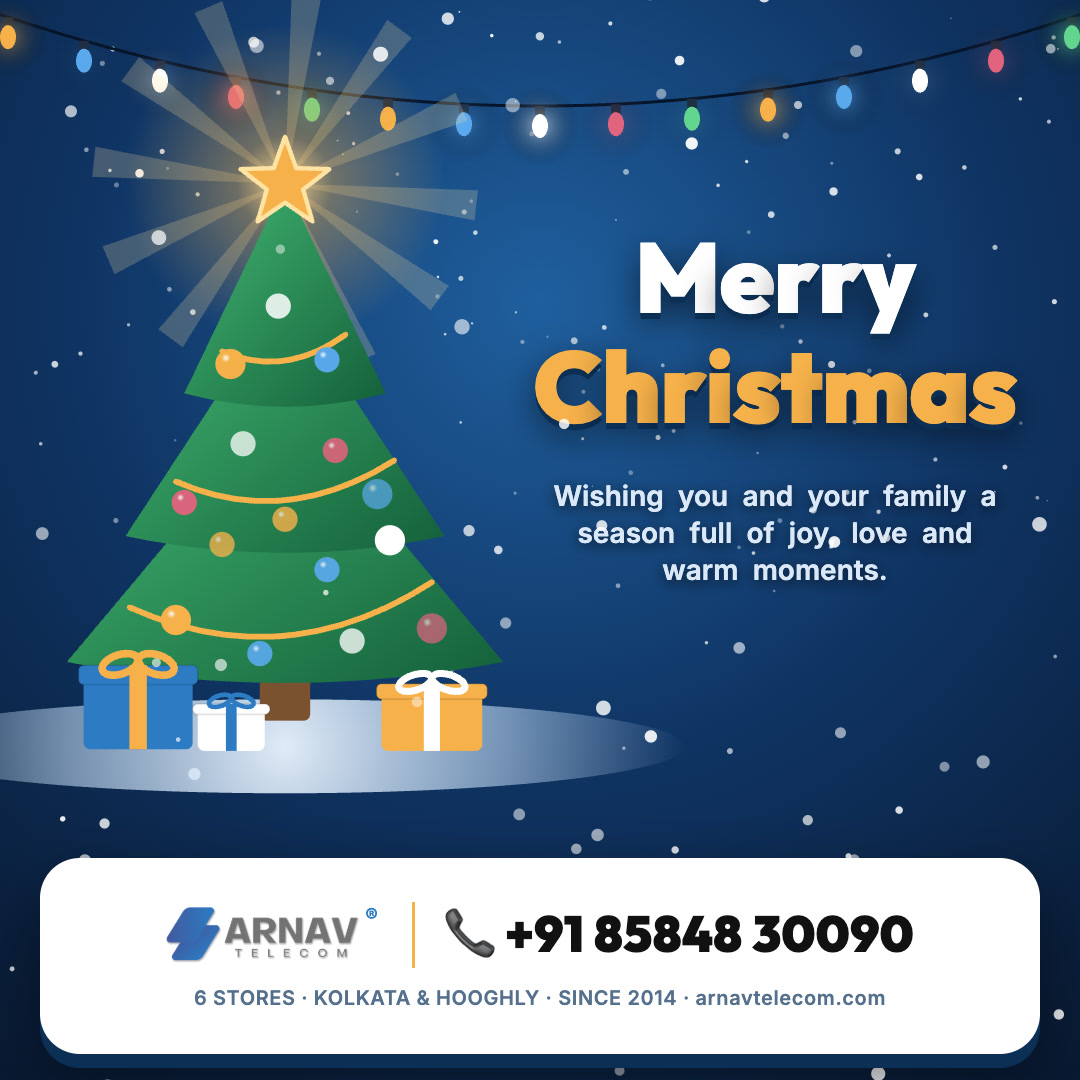 Merry
Christmas
Wishing you and your family a
season full of joy, love and
warm moments.
ARNAV ®
TELECOM
+91 85848 30090
6 STORES · KOLKATA & HOOGHLY · SINCE 2014 · arnavtelecom.com